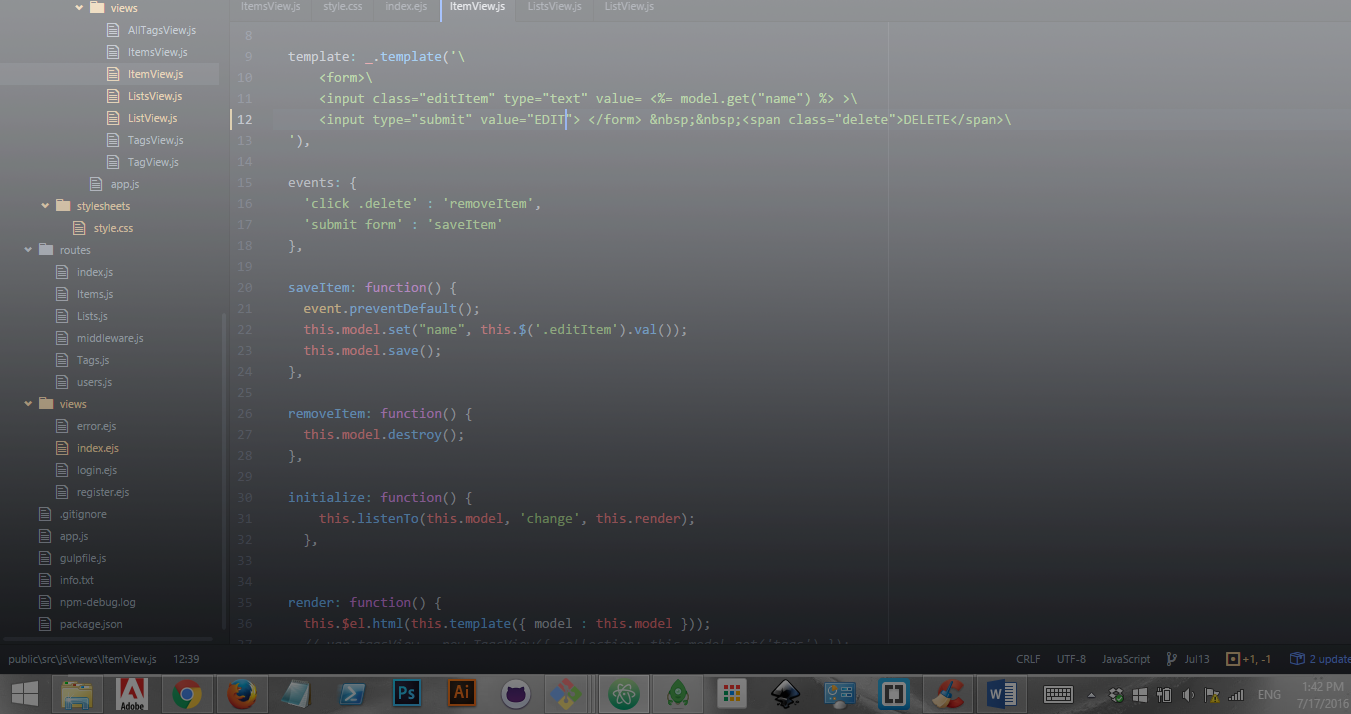 views
AllTagsView.js
ItemsView.js
ItemView.js
ListsView.js
ListView.js
TagsView.js
TagView.js
app.js
stylesheets
style.css
routes
index.js
Items.js
Lists.js
middleware.js
Tags.js
users.js
views
error.ejs
index.ejs
login.ejs
register.ejs
.gitignore
app.js
gulpfile.js
info.txt
npm-debug.log
package.json
ItemsView.js style.css index.ejs ItemView.js ListsView.js ListView.js
8
9 template: _.template('\
10 <form>\
11 <input class="editItem" type="text" value= <%= model.get("name") %> >\
12 <input type="submit" value="EDIT"> </form> &nbsp;&nbsp;<span class="delete">DELETE</span>\
13 '),
14
15 events: {
16 'click .delete' : 'removeItem',
17 'submit form' : 'saveItem'
18 },
19
20 saveItem: function() {
21 event.preventDefault();
22 this.model.set("name", this.$('.editItem').val());
23 this.model.save();
24 },
25
26 removeItem: function() {
27 this.model.destroy();
28 },
29
30 initialize: function() {
31 this.listenTo(this.model, 'change', this.render);
32 },
33
34
35 render: function() {
36 this.$el.html(this.template({ model : this.model }));
public\src\js\views\ItemView.js 12:39 CRLF UTF-8 JavaScript Jul13 +1, -1 2 update
Adobe Ps Ai W ENG 1:42 PM
7/17/2016